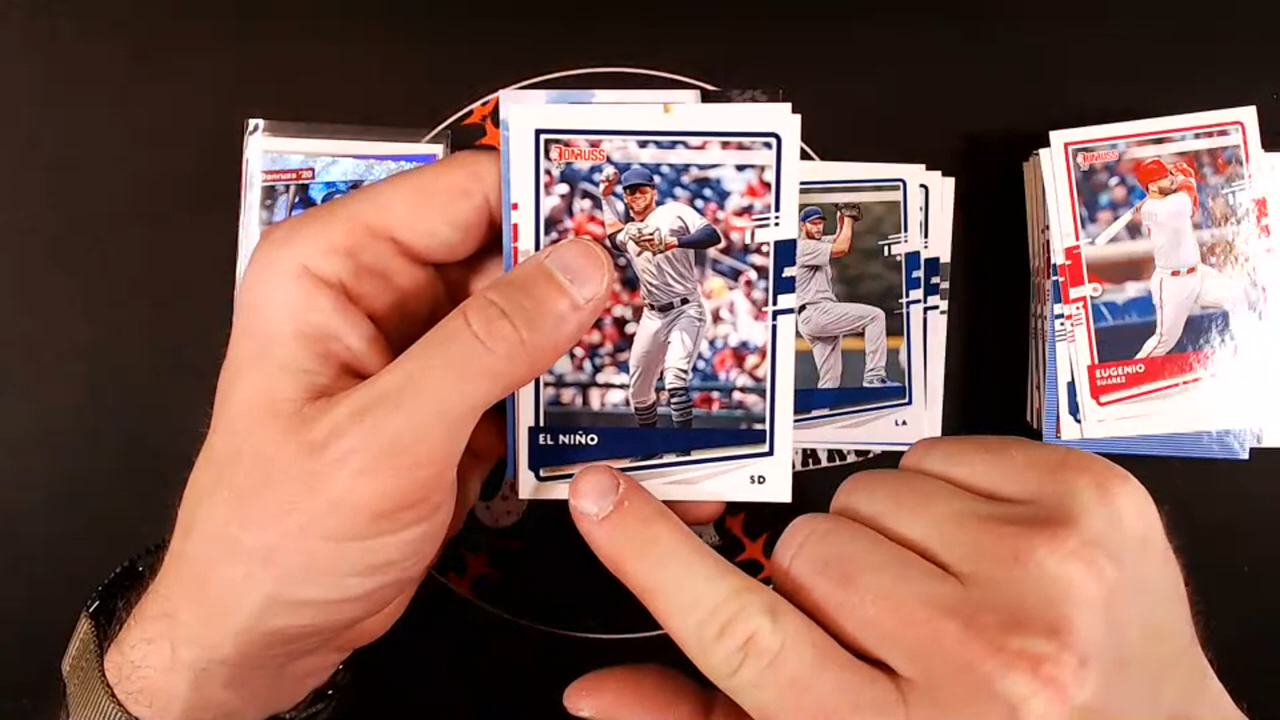 Donruss '20
DONRUSS
EL NIÑO
SD
LA
DONRUSS
EUGENIO
SUAREZ